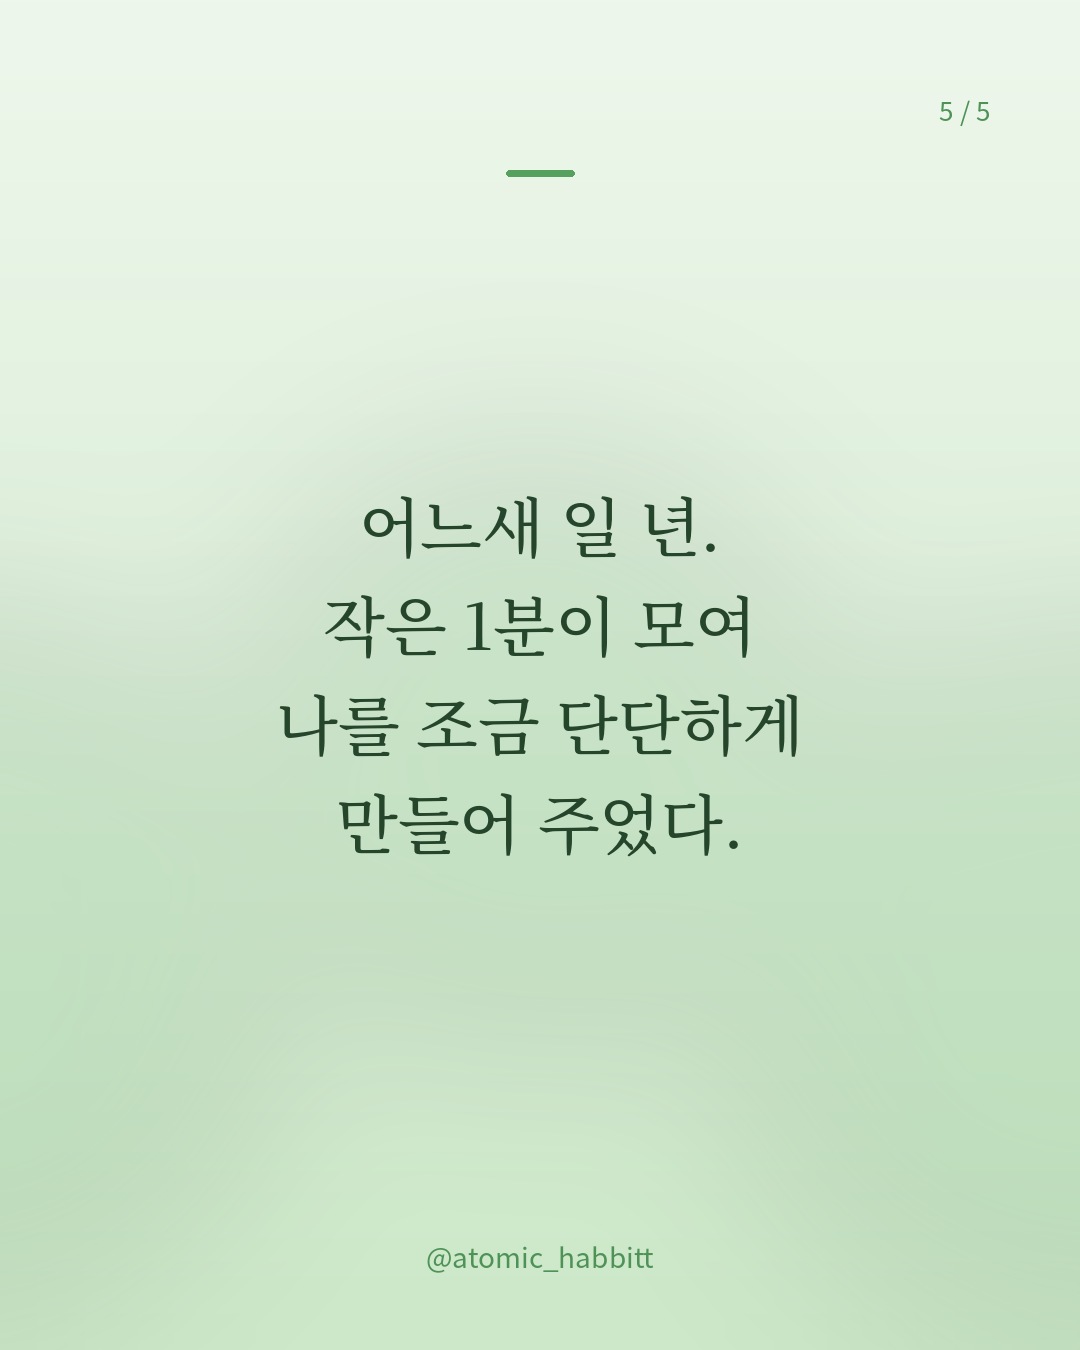 5 / 5
어느새 일 년.
작은 1분이 모여
나를 조금 단단하게
만들어 주었다.
@atomic_habbitt